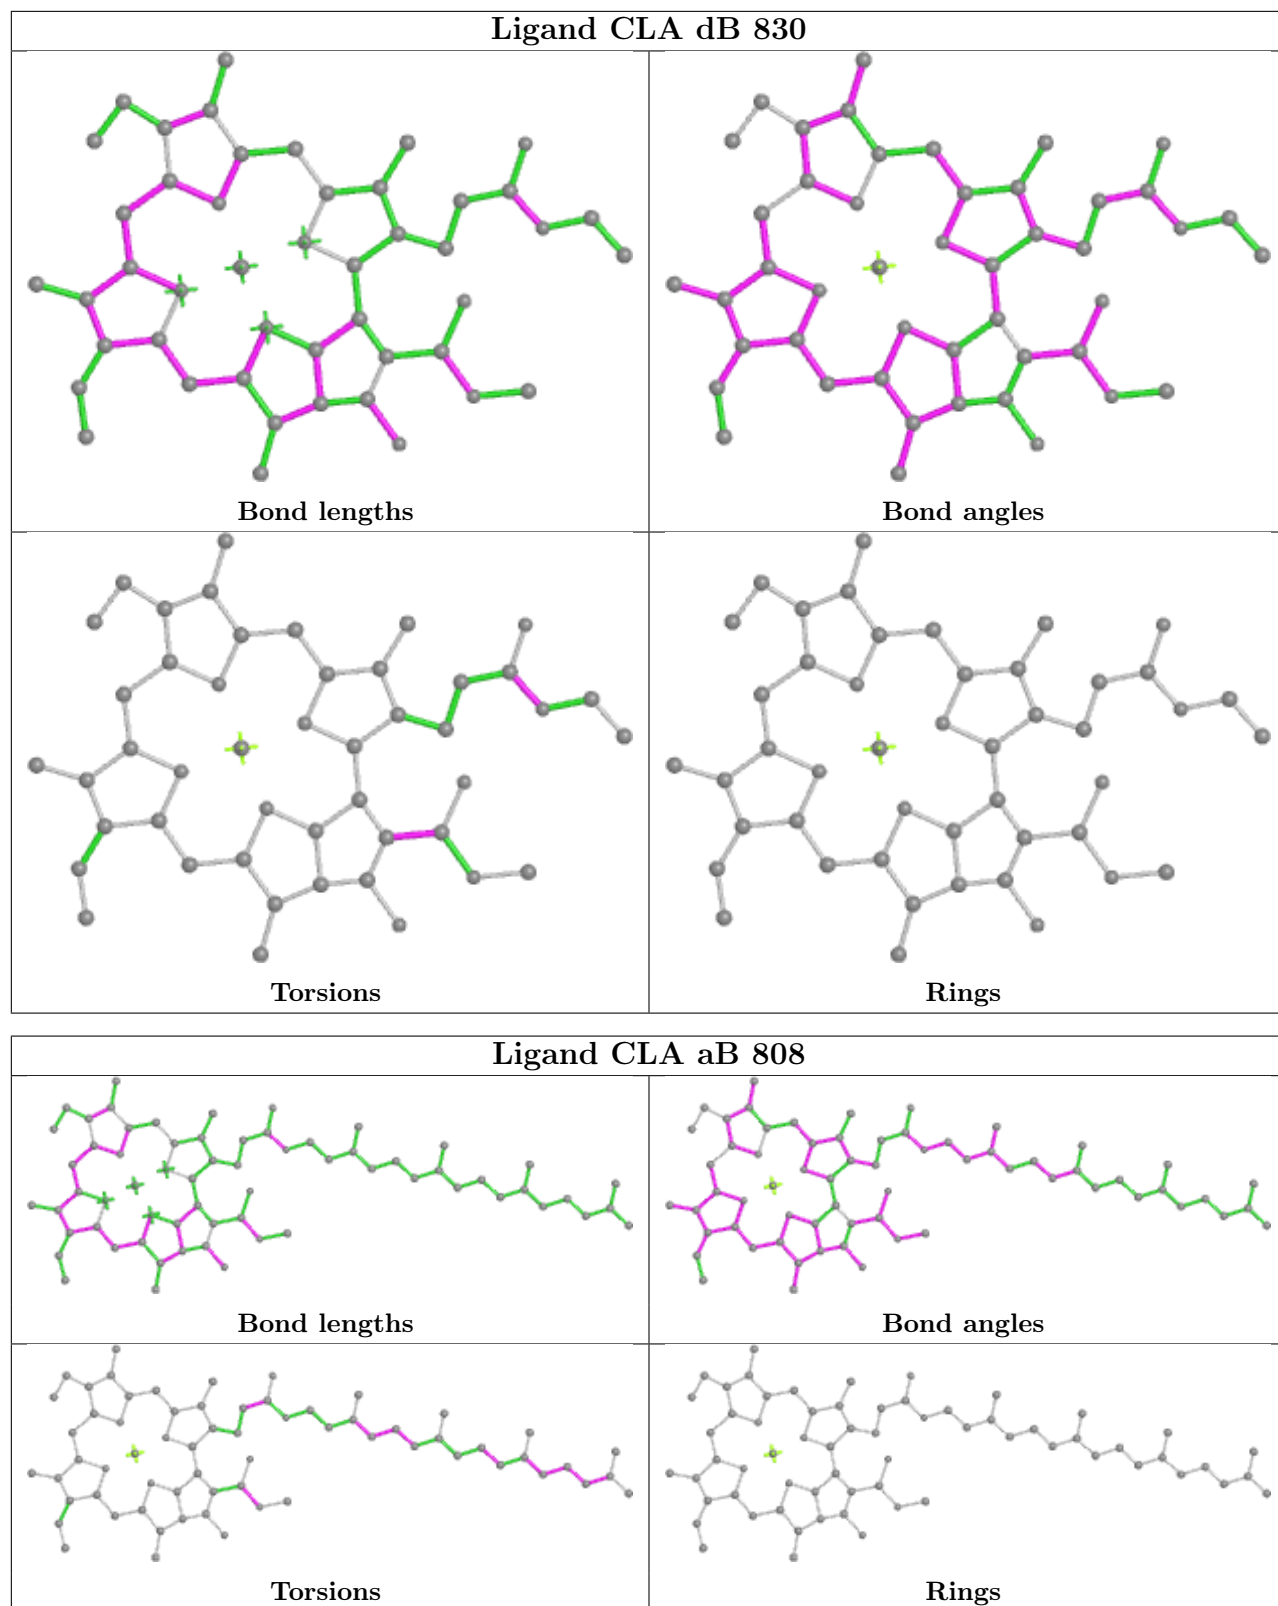 Ligand CLA dB 830
Bond lengths
Bond angles
Torsions
Rings
Ligand CLA aB 808
Bond lengths
Bond angles
Torsions
Rings